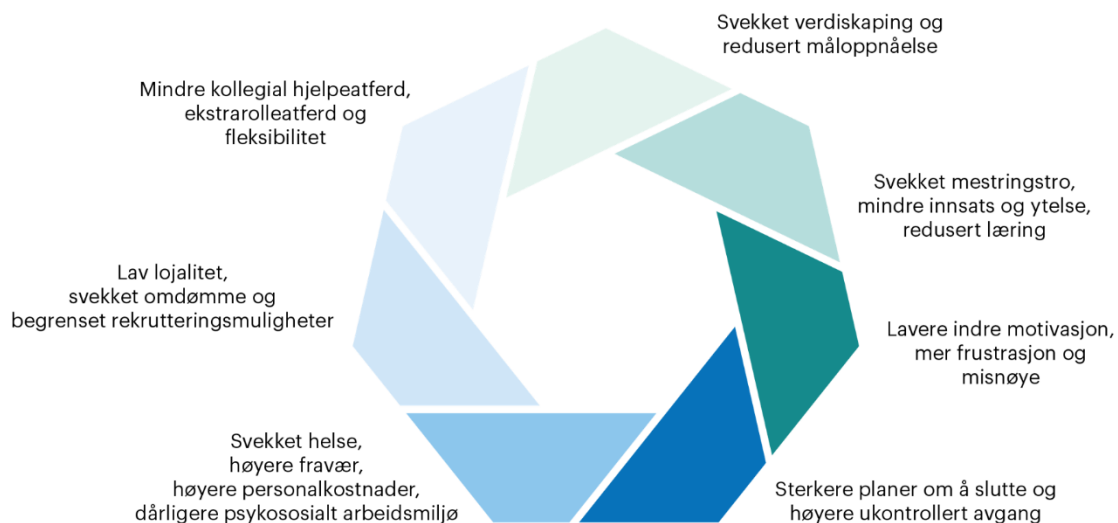 Svekket verdiskaping og
redusert måloppnåelse
Svekket mestringstro,
mindre innsats og ytelse,
redusert læring
Lavere indre motivasjon,
mer frustrasjon og
misnøye
Sterkere planer om å slutte og
høyere ukontrollert avgang
Svekket helse,
høyere fravær,
høyere personalkostnader,
dårligere psykososialt arbeidsmiljø
Lav lojalitet,
svekket omdømme og
begrenset rekrutteringsmuligheter
Mindre kollegial hjelpeatferd,
ekstrarolleatferd og
fleksibilitet